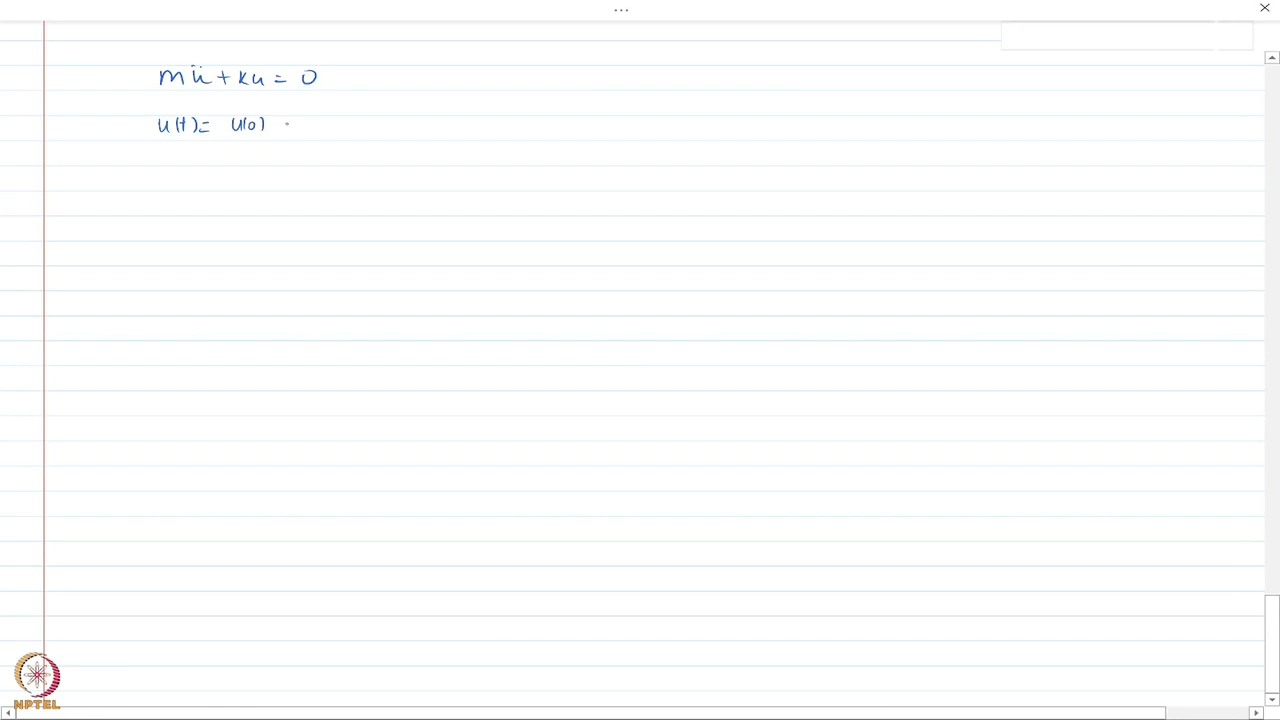 mü + ku = 0
u(t) = u(0)
NPTEL